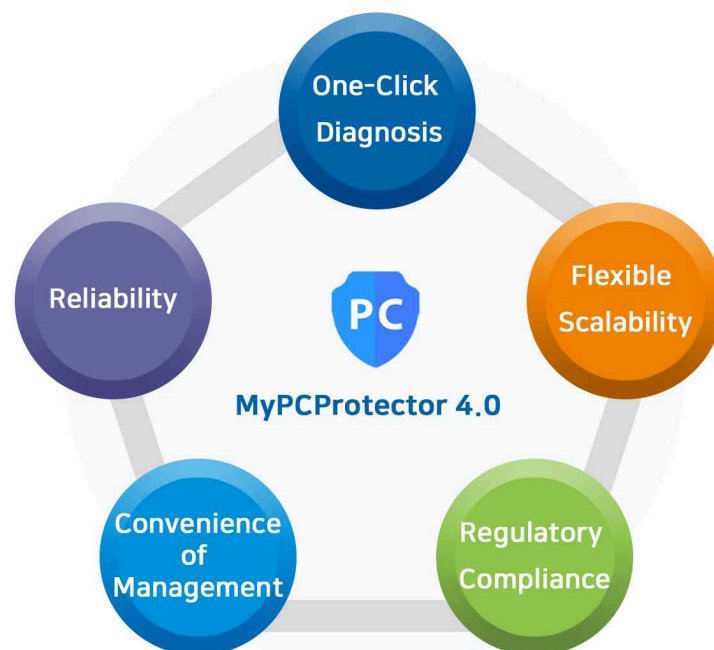 One-Click
Diagnosis
Reliability
Flexible
Scalability
PC
MyPCProtector 4.0
Convenience
of
Management
Regulatory
Compliance